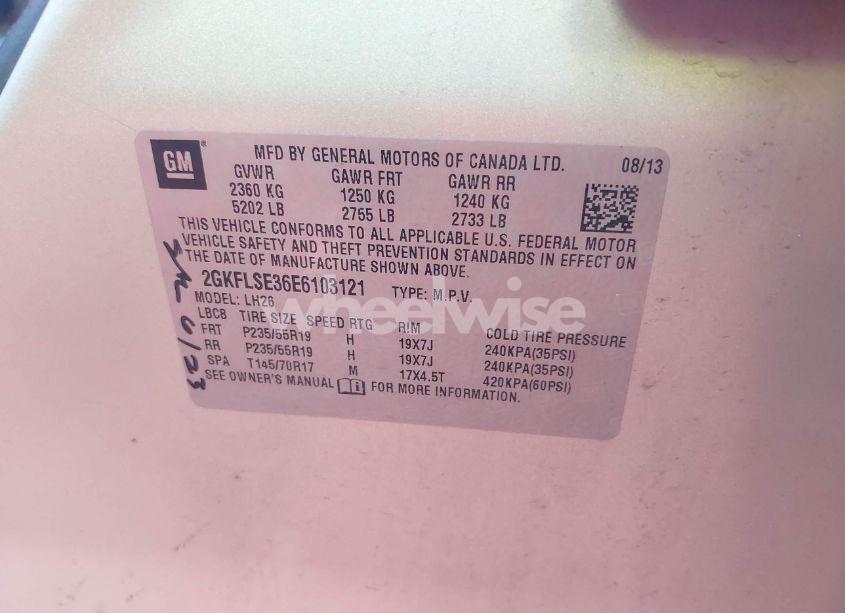 GM
MFD BY GENERAL MOTORS OF CANADA LTD. 08/13
GVWR GAWR FRT GAWR RR
2360 KG 1250 KG 1240 KG
5202 LB 2755 LB 2733 LB
THIS VEHICLE CONFORMS TO ALL APPLICABLE U.S. FEDERAL MOTOR
VEHICLE SAFETY AND THEFT PREVENTION STANDARDS IN EFFECT ON
THE DATE OF MANUFACTURE SHOWN ABOVE.
2GKFLSE36E6103121 TYPE: M.P.V.
MODEL: LH26
LBC8 TIRE SIZE SPEED RTG RIM COLD TIRE PRESSURE
FRT P235/55R19 H 19X7J 240KPA(35PSI)
RR P235/55R19 H 19X7J 240KPA(35PSI)
SPA T145/70R17 M 17X4.5T 420KPA(60PSI)
SEE OWNER'S MANUAL FOR MORE INFORMATION.
wheelwise